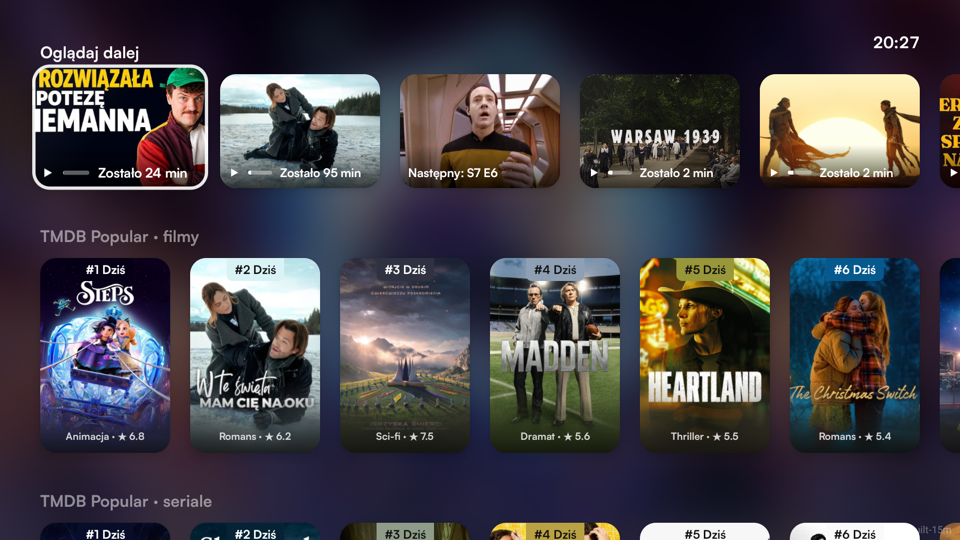 20:27
Oglądaj dalej
ROZWIĄZAŁA
POTEZĘ
IEMANNA
Zostało 24 min
Zostało 95 min
Następny: S7 E6
WARSAW 1939
Zostało 2 min
Zostało 2 min
TMDB Popular · filmy
#1 Dziś
STEPS
Animacja · ★ 6.8
#2 Dziś
W te święta
MAM CIĘ NA OKU
Romans · ★ 6.2
#3 Dziś
Sci-fi · ★ 7.5
#4 Dziś
MADDEN
Dramat · ★ 5.6
#5 Dziś
HEARTLAND
Thriller · ★ 5.5
#6 Dziś
The Christmas Switch
Romans · ★ 5.4
TMDB Popular · seriale
#1 Dziś
#2 Dziś
#3 Dziś
#4 Dziś
#5 Dziś
#6 Dziś